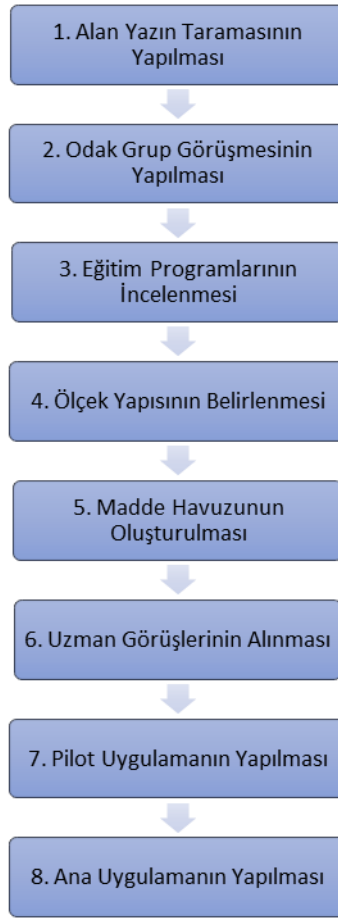 1. Alan Yazın Taramasının
Yapılması
2. Odak Grup Görüşmesinin
Yapılması
3. Eğitim Programlarının
İncelenmesi
4. Ölçek Yapısının Belirlenmesi
5. Madde Havuzunun
Oluşturulması
6. Uzman Görüşlerinin Alınması
7. Pilot Uygulamanın Yapılması
8. Ana Uygulamanın Yapılması